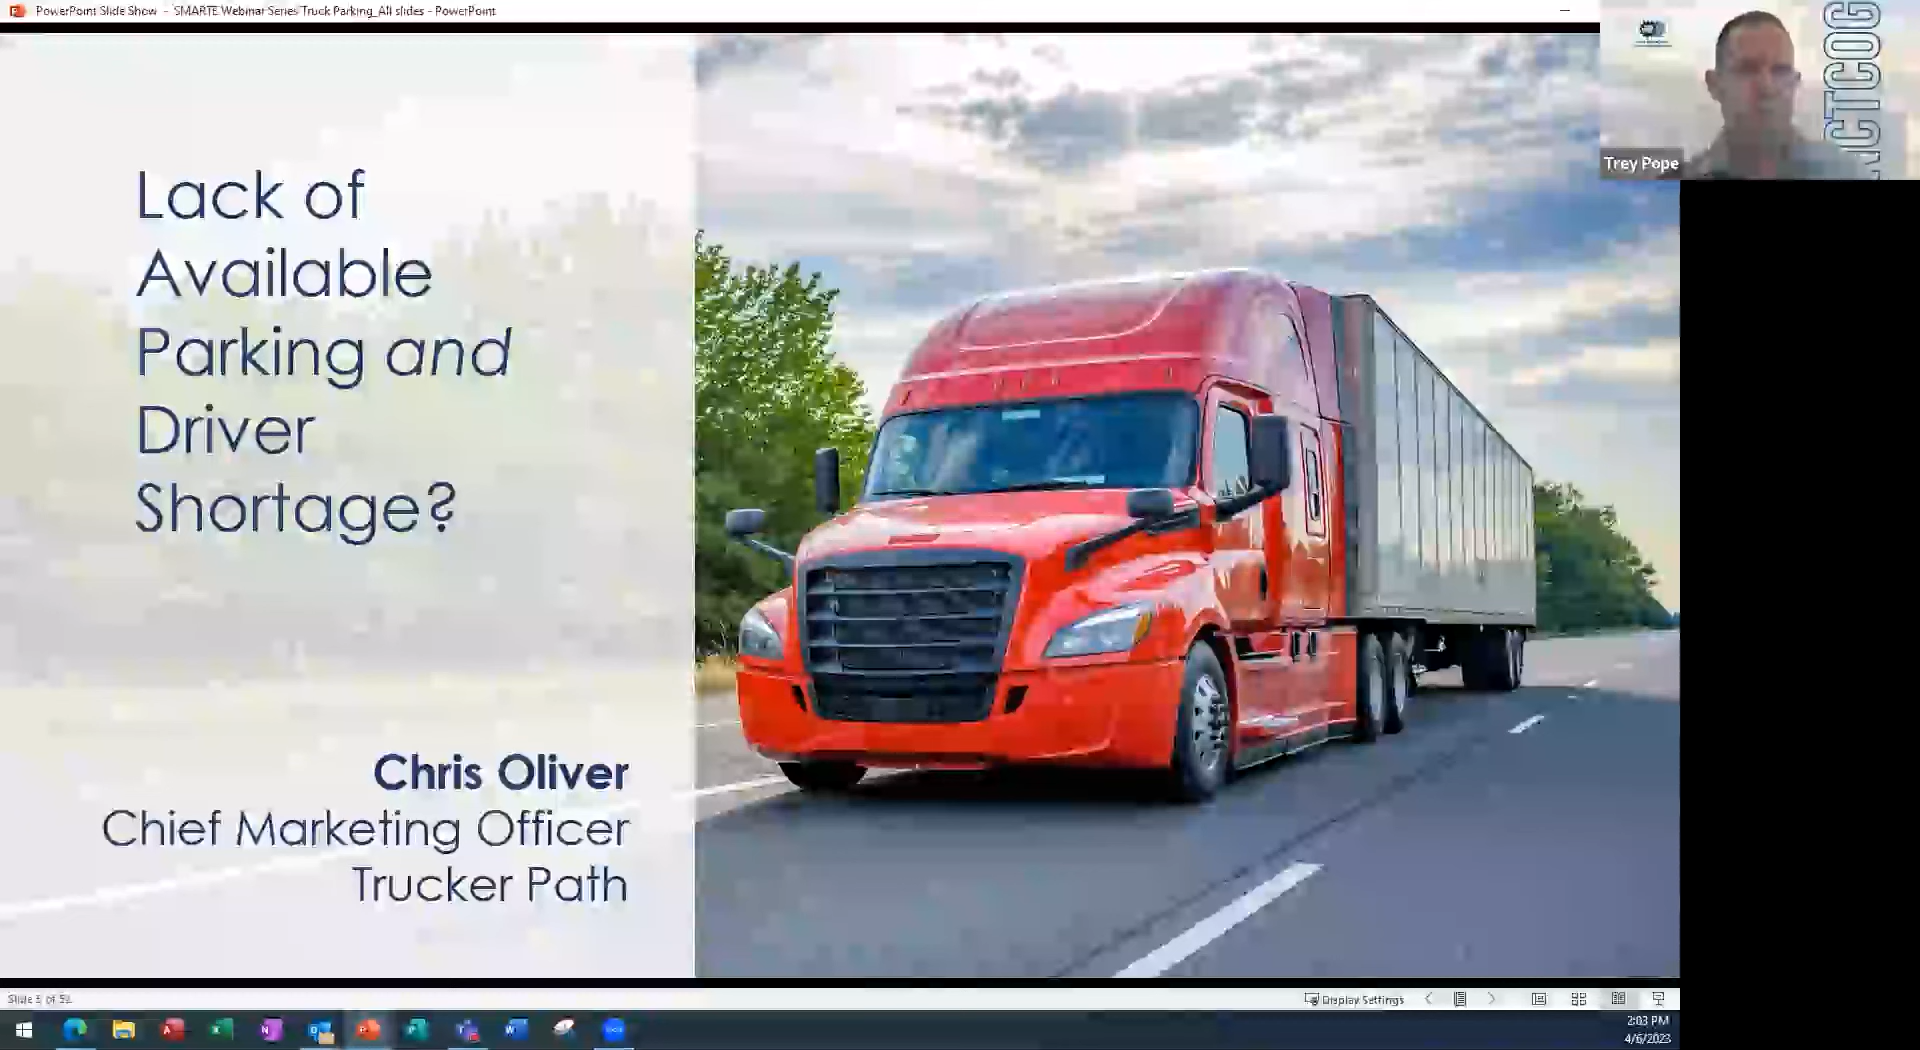 PowerPoint Slide Show - SMARTE Webinar Series Truck Parking_All slides - PowerPoint
NCTCOG
Trey Pope
Lack of
Available
Parking and
Driver
Shortage?
Chris Oliver
Chief Marketing Officer
Trucker Path
Display Settings
2:03 PM
4/6/2023